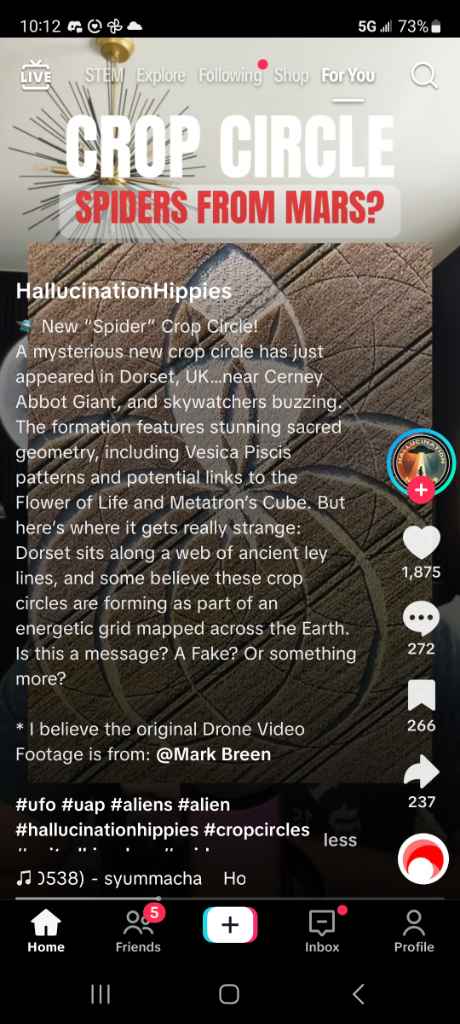 10:12
5G 73%
LIVE STEM Explore Following Shop For You
CROP CIRCLE
SPIDERS FROM MARS?
HallucinationHippies
New “Spider” Crop Circle!
A mysterious new crop circle has just
appeared in Dorset, UK...near Cerney
Abbot Giant, and skywatchers buzzing.
The formation features stunning sacred
geometry, including Vesica Piscis
patterns and potential links to the
Flower of Life and Metatron’s Cube. But
here’s where it gets really strange:
Dorset sits along a web of ancient ley
lines, and some believe these crop
circles are forming as part of an
energetic grid mapped across the Earth.
Is this a message? A Fake? Or something
more?
* I believe the original Drone Video
Footage is from: @Mark Breen
#ufo #uap #aliens #alien
#hallucinationhippies #cropcircles
less
HALLUCINATION
1,875
272
266
237
0538) - syummacha Ho
5
Home
Friends
Inbox
Profile